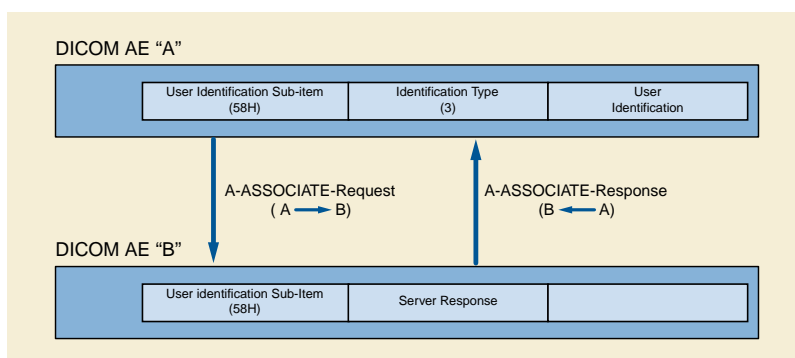 DICOM AE “A”
User Identification Sub-item
(58H)
Identification Type
(3)
User
Identification
A-ASSOCIATE-Request
( A B)
A-ASSOCIATE-Response
(B A)
DICOM AE “B”
User identification Sub-Item
(58H)
Server Response